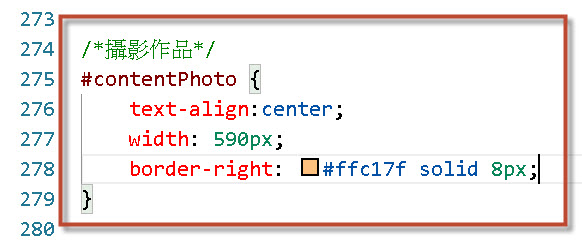 273
274 /*攝影作品*/
275 #contentPhoto {
276 text-align:center;
277 width: 590px;
278 border-right: #ffc17f solid 8px;
279 }
280